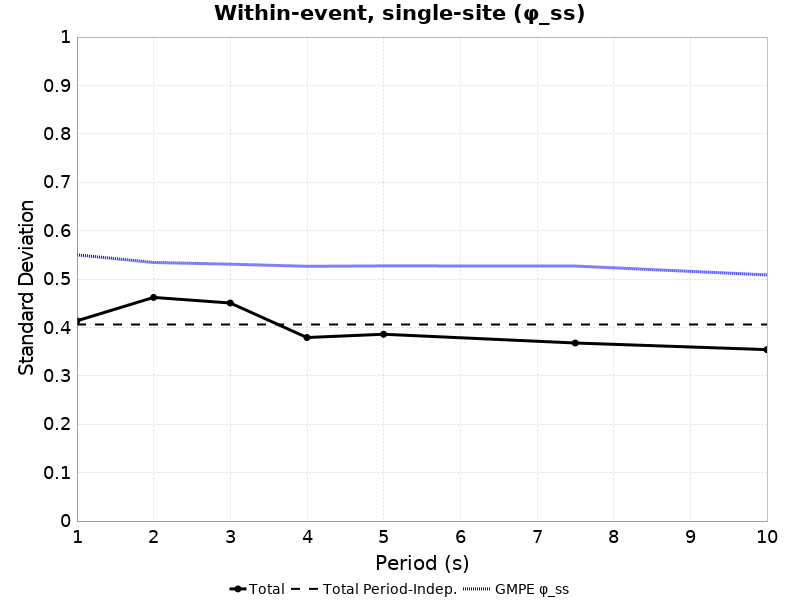 Within-event, single-site (φ_ss)
1
0.9
0.8
0.7
0.6
0.5
0.4
0.3
0.2
0.1
0
Standard Deviation
1 2 3 4 5 6 7 8 9 10
Period (s)
Total Total Period-Indep. GMPE φ_ss